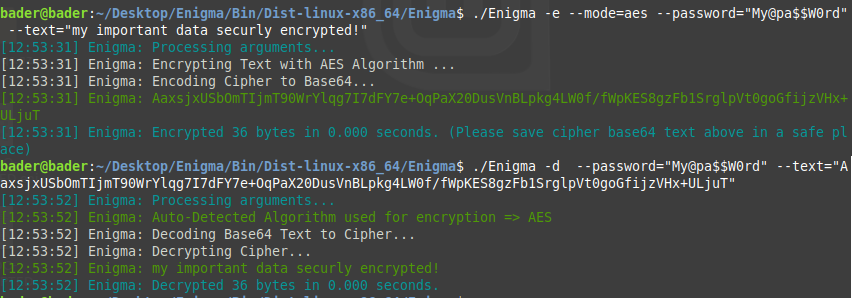 bader@bader:~/Desktop/Enigma/Bin/Dist-linux-x86_64/Enigma$ ./Enigma -e --mode=aes --password="My@pa$$W0rd"
--text="my important data securly encrypted!"
[12:53:31] Enigma: Processing arguments...
[12:53:31] Enigma: Encrypting Text with AES Algorithm ...
[12:53:31] Enigma: Encoding Cipher to Base64...
[12:53:31] Enigma: AaxsjxUSbOmTIjmT90WrYlqg7I7dFY7e+OqPaX20DusVnBLpkg4LW0f/fWpKES8gzFb1SrglpVt0goGfijzVHx+
ULjuT
[12:53:31] Enigma: Encrypted 36 bytes in 0.000 seconds. (Please save cipher base64 text above in a safe pl
ace)
bader@bader:~/Desktop/Enigma/Bin/Dist-linux-x86_64/Enigma$ ./Enigma -d  --password="My@pa$$W0rd" --text="A
axsjxUSbOmTIjmT90WrYlqg7I7dFY7e+OqPaX20DusVnBLpkg4LW0f/fWpKES8gzFb1SrglpVt0goGfijzVHx+ULjuT"
[12:53:52] Enigma: Processing arguments...
[12:53:52] Enigma: Auto-Detected Algorithm used for encryption => AES
[12:53:52] Enigma: Decoding Base64 Text to Cipher...
[12:53:52] Enigma: Decrypting Cipher...
[12:53:52] Enigma: my important data securly encrypted!
[12:53:52] Enigma: Decrypted 36 bytes in 0.000 seconds.